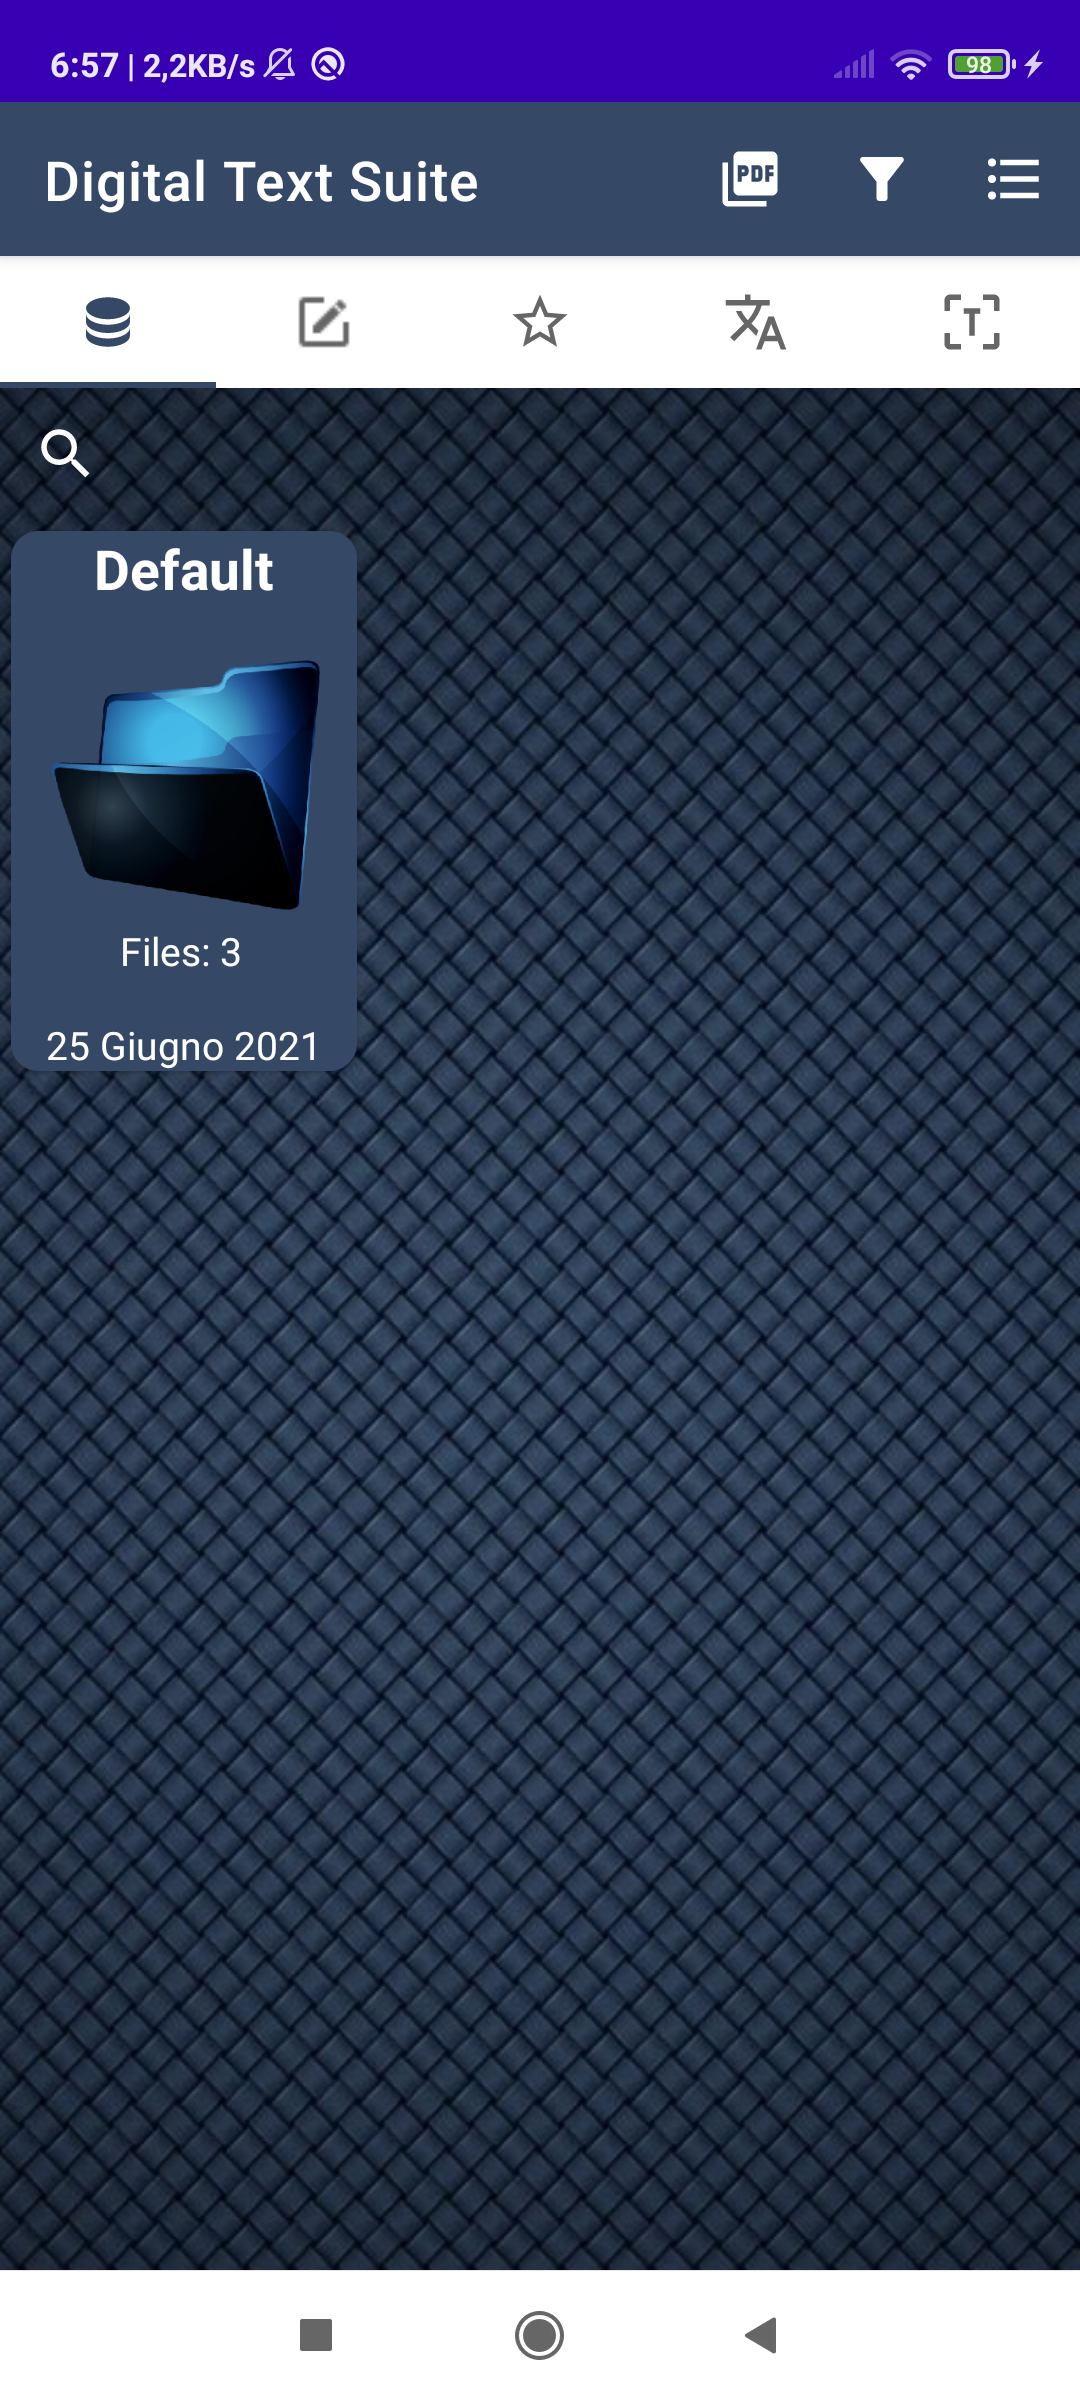 6:57 | 2,2KB/s
98
Digital Text Suite
PDF
Default
Files: 3
25 Giugno 2021